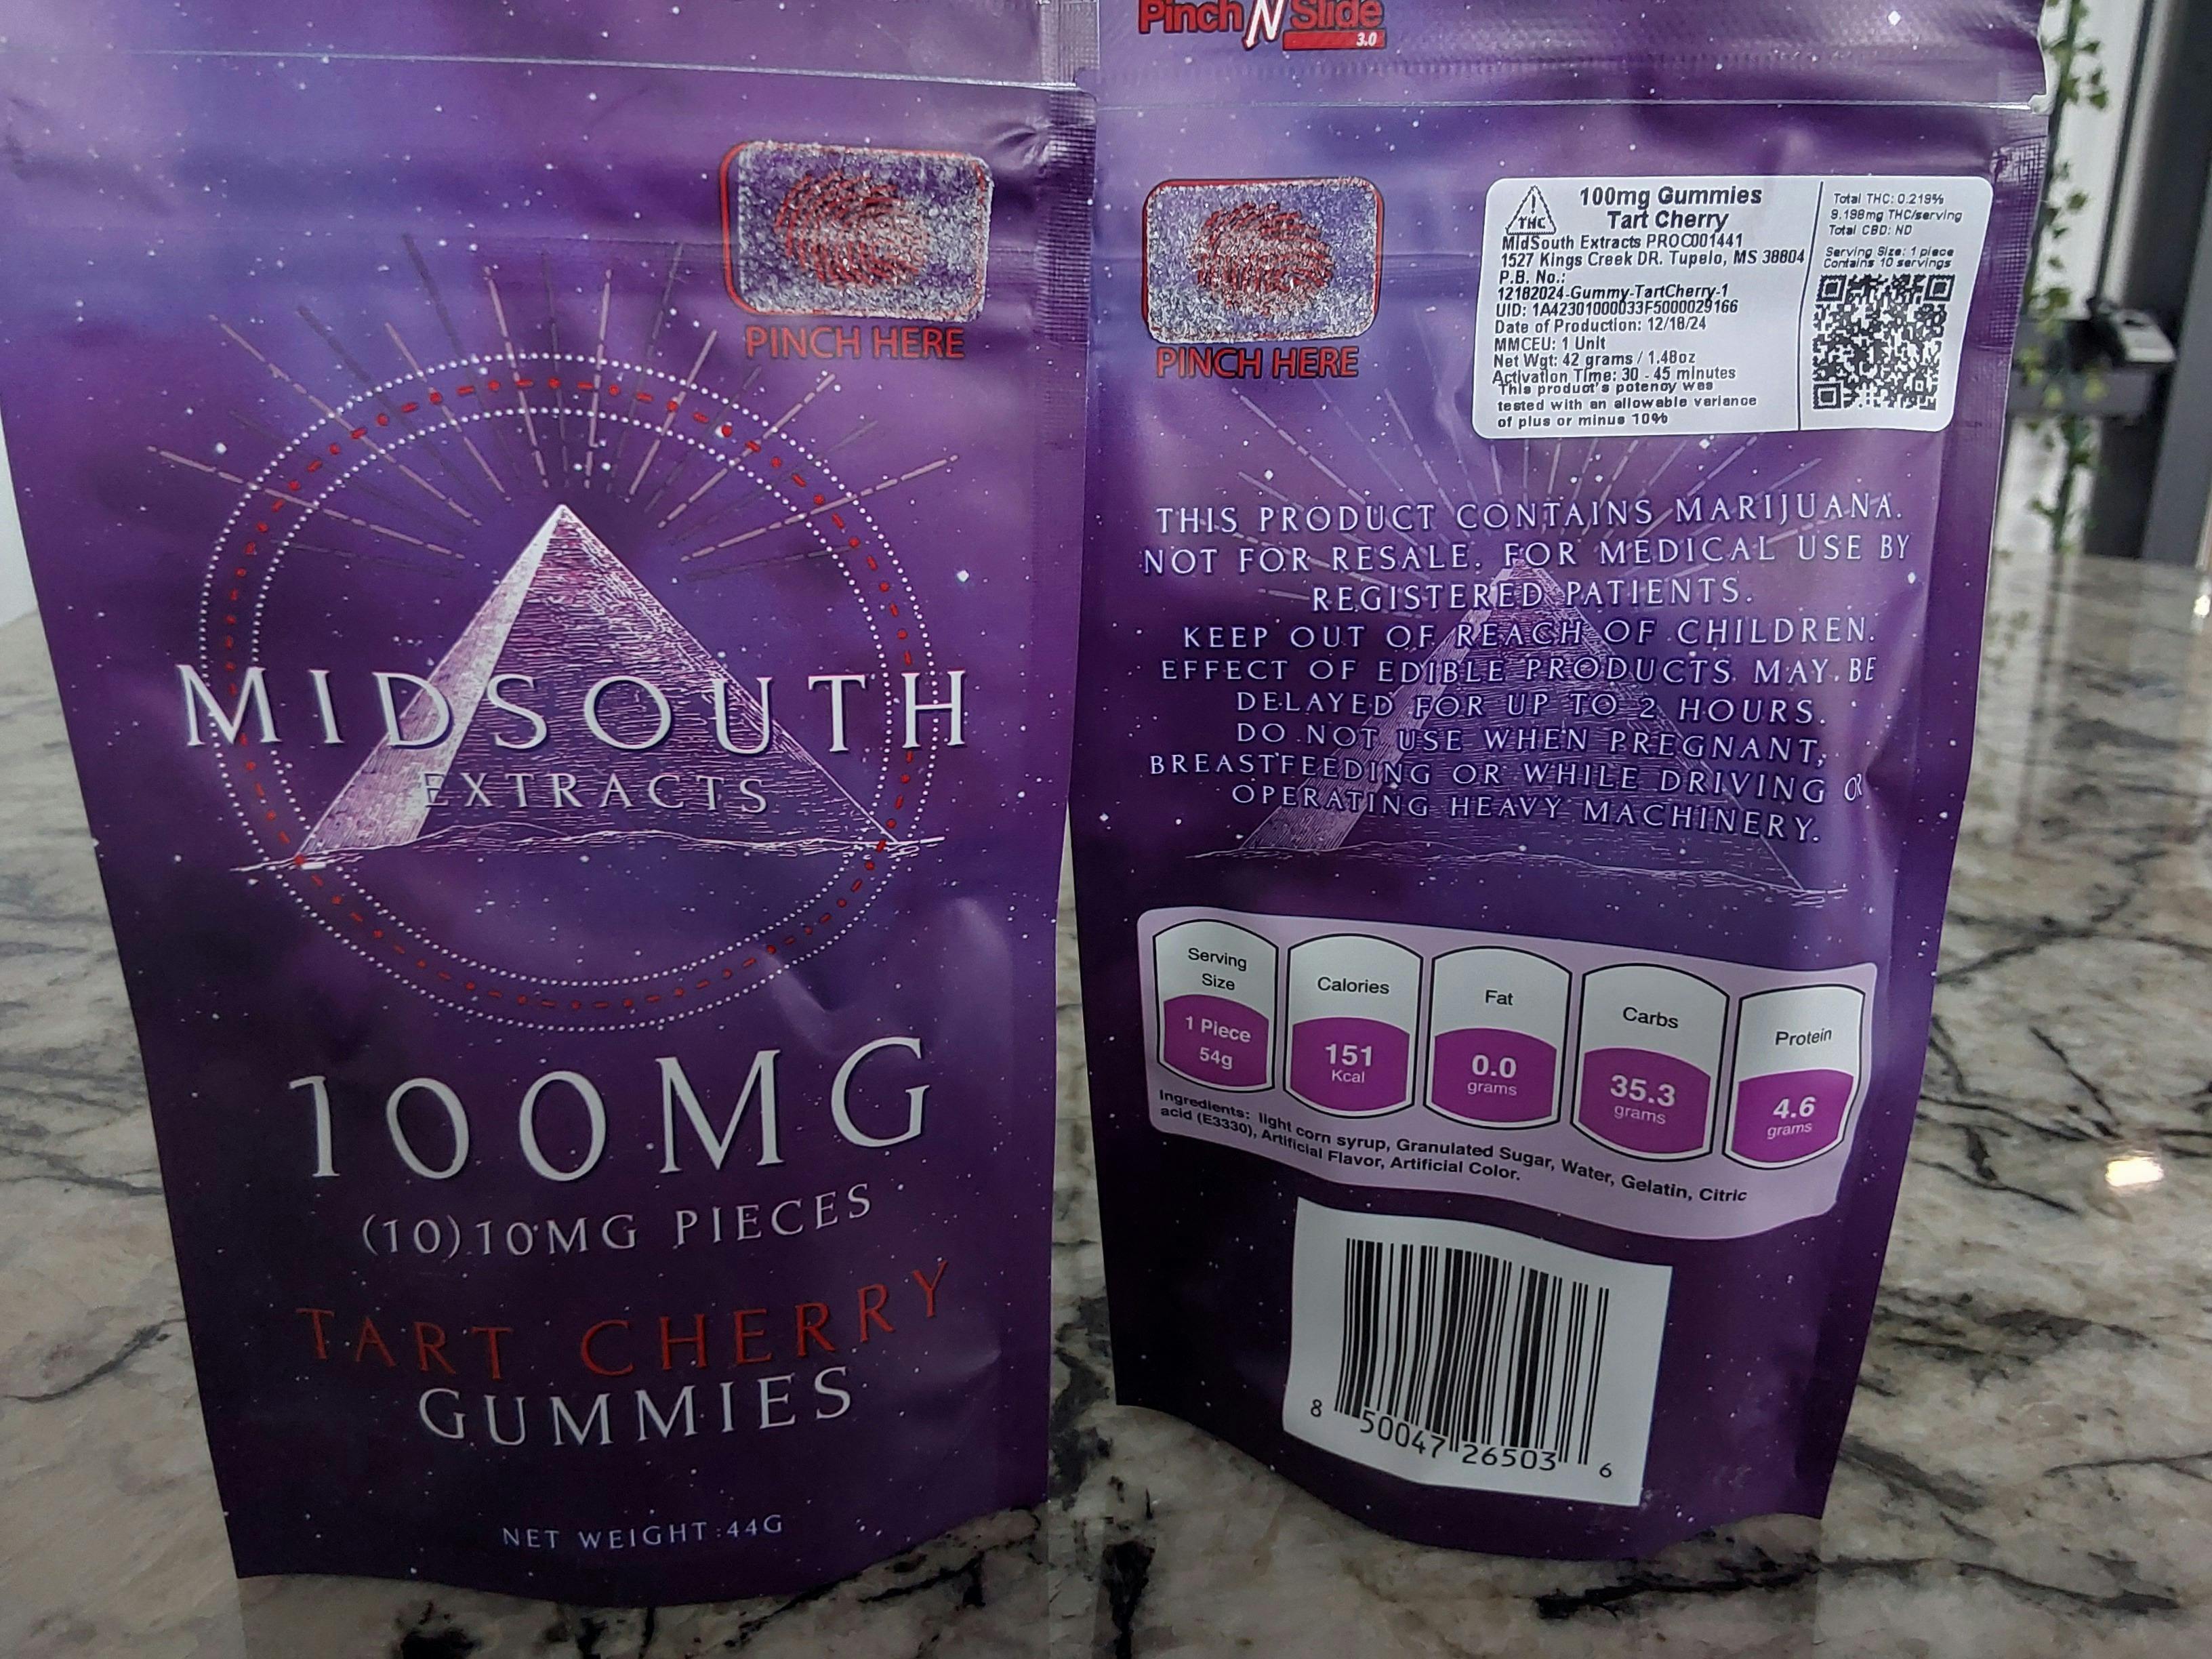 PINCH HERE
MIDSOUTH
EXTRACTS
100MG
(10) 10MG PIECES
TART CHERRY
GUMMIES
NET WEIGHT: 44G
Pinch N Slide
3.0
PINCH HERE
THC
100mg Gummies
Tart Cherry
MidSouth Extracts PROC001441
1527 Kings Creek DR. Tupelo, MS 38804
P.B. No.:
12182024-Gummy-TartCherry-1
UID: 1A42301000033F5000029166
Date of Production: 12/18/24
MMCEU: 1 Unit
Net Wgt: 42 grams / 1.48oz
Activation Time: 30 - 45 minutes
This product's potency was
tested with an allowable variance
of plus or minus 10%
Total THC: 0.219%
9.198mg THC/serving
Total CBD: ND
Serving Size: 1 piece
Contains 10 servings
THIS PRODUCT CONTAINS MARIJUANA.
NOT FOR RESALE. FOR MEDICAL USE BY
REGISTERED PATIENTS.
KEEP OUT OF REACH OF CHILDREN.
EFFECT OF EDIBLE PRODUCTS MAY BE
DELAYED FOR UP TO 2 HOURS.
DO NOT USE WHEN PREGNANT,
BREASTFEEDING OR WHILE DRIVING OR
OPERATING HEAVY MACHINERY.
Serving
Size
1 Piece
54g
Calories
151
Kcal
Fat
0.0
grams
Carbs
35.3
grams
Protein
4.6
grams
Ingredients: light corn syrup, Granulated Sugar, Water, Gelatin, Citric
acid (E3330), Artificial Flavor, Artificial Color.
8 50047 26503 6